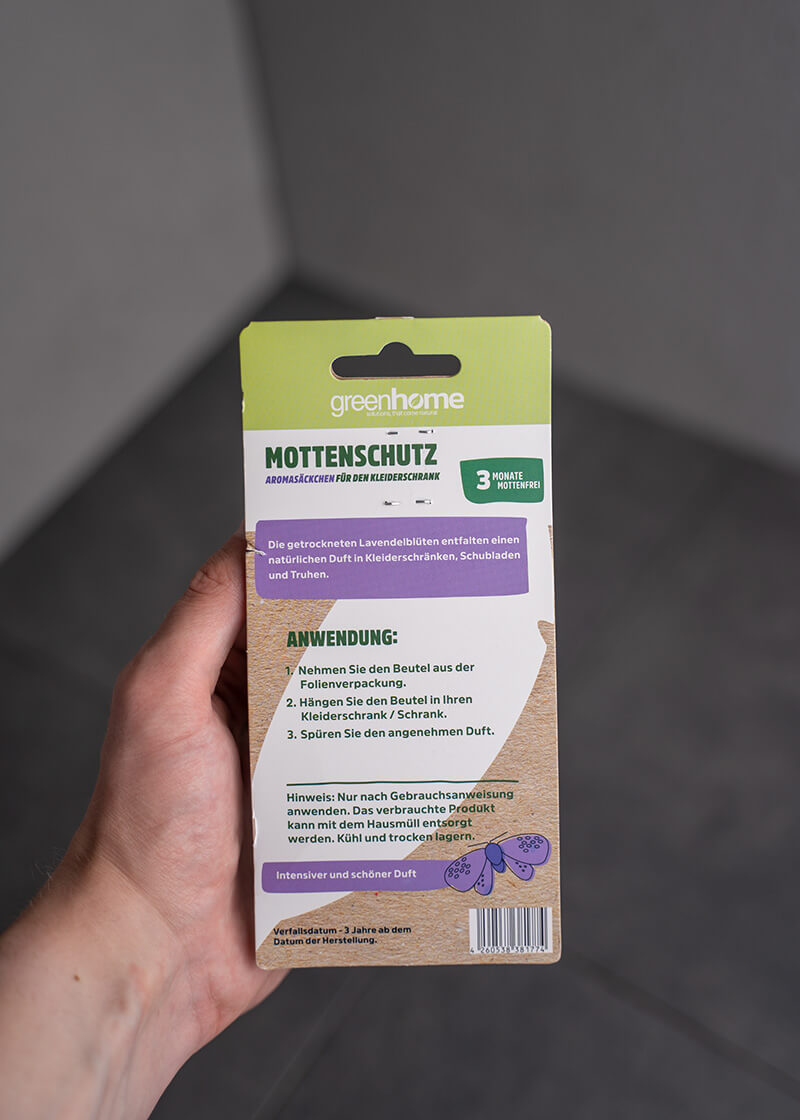 greenhome
solutions, that come natural
MOTTENSCHUTZ
AROMASÄCKCHEN FÜR DEN KLEIDERSCHRANK
3 MONATE
MOTTENFREI
Die getrockneten Lavendelblüten entfalten einen
natürlichen Duft in Kleiderschränken, Schubladen
und Truhen.
ANWENDUNG:
1. Nehmen Sie den Beutel aus der
Folienverpackung.
2. Hängen Sie den Beutel in Ihren
Kleiderschrank / Schrank.
3. Spüren Sie den angenehmen Duft.
Hinweis: Nur nach Gebrauchsanweisung
anwenden. Das verbrauchte Produkt
kann mit dem Hausmüll entsorgt
werden. Kühl und trocken lagern.
Intensiver und schöner Duft
Verfallsdatum - 3 Jahre ab dem
Datum der Herstellung.
4 260538 381774